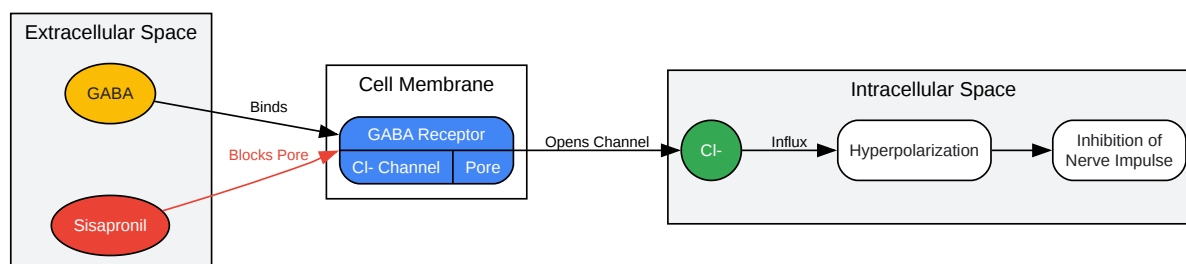 Extracellular Space
GABA
Sisapronil
Binds
Blocks Pore
Cell Membrane
GABA Receptor
Cl- Channel
Pore
Opens Channel
Intracellular Space
Cl-
Influx
Hyperpolarization
Inhibition of
Nerve Impulse